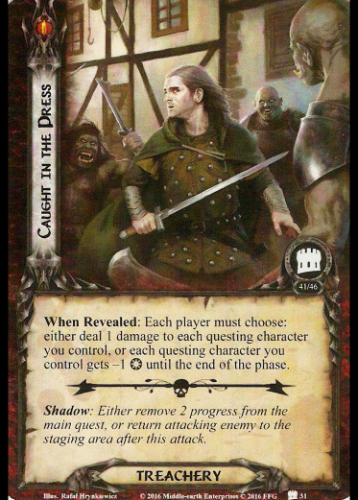 CAUGHT IN THE DRESS
41/46
When Revealed: Each player must choose:
either deal 1 damage to each questing character
you control, or each questing character you
control gets –1 until the end of the phase.
Shadow: Either remove 2 progress from the
main quest, or return attacking enemy to the
staging area after this attack.
TREACHERY
Illus. Rafał Hrynkiewicz
© 2016 Middle-earth Enterprises © 2016 FFG
31